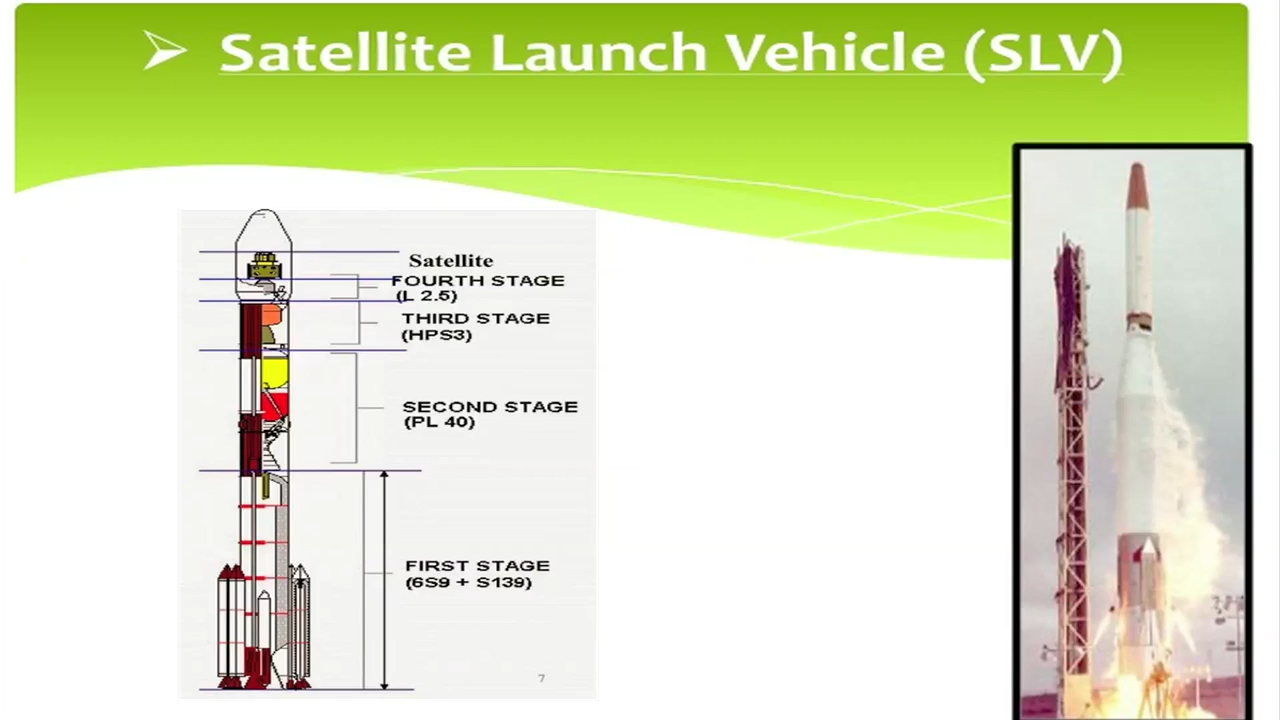 Satellite Launch Vehicle (SLV)
Satellite
FOURTH STAGE
(L 2.5)
THIRD STAGE
(HPS3)
SECOND STAGE
(PL 40)
FIRST STAGE
(6S9 + S139)
7